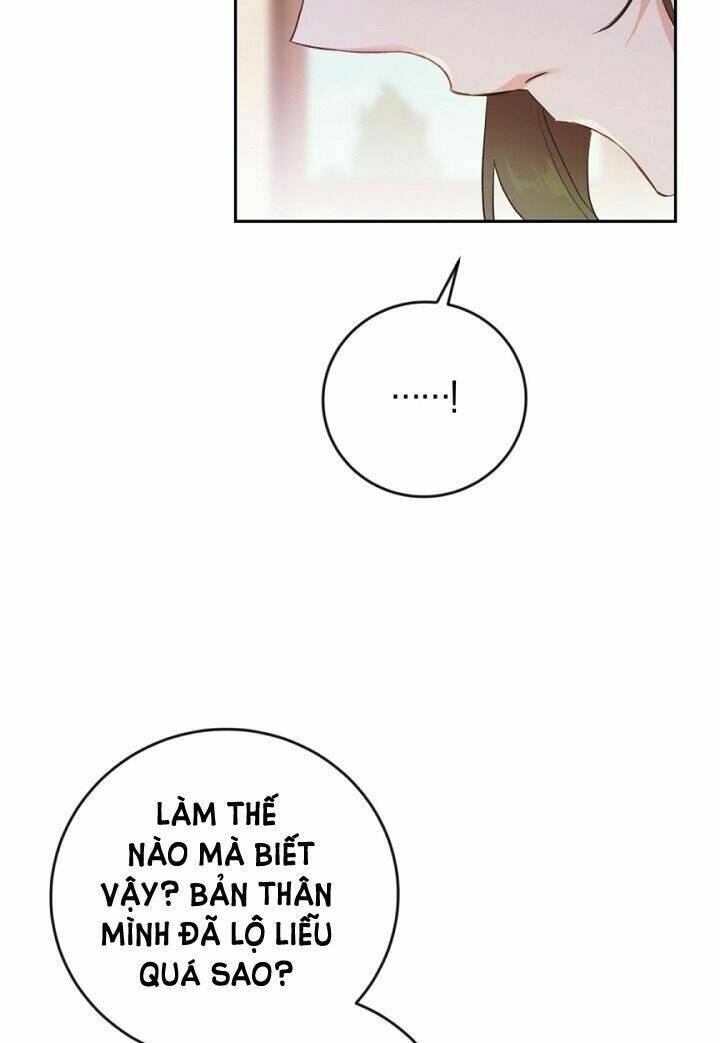 ......!
LÀM THẾ
NÀO MÀ BIẾT
VẬY? BẢN THÂN
MÌNH ĐÃ LỘ LIỄU
QUÁ SAO?